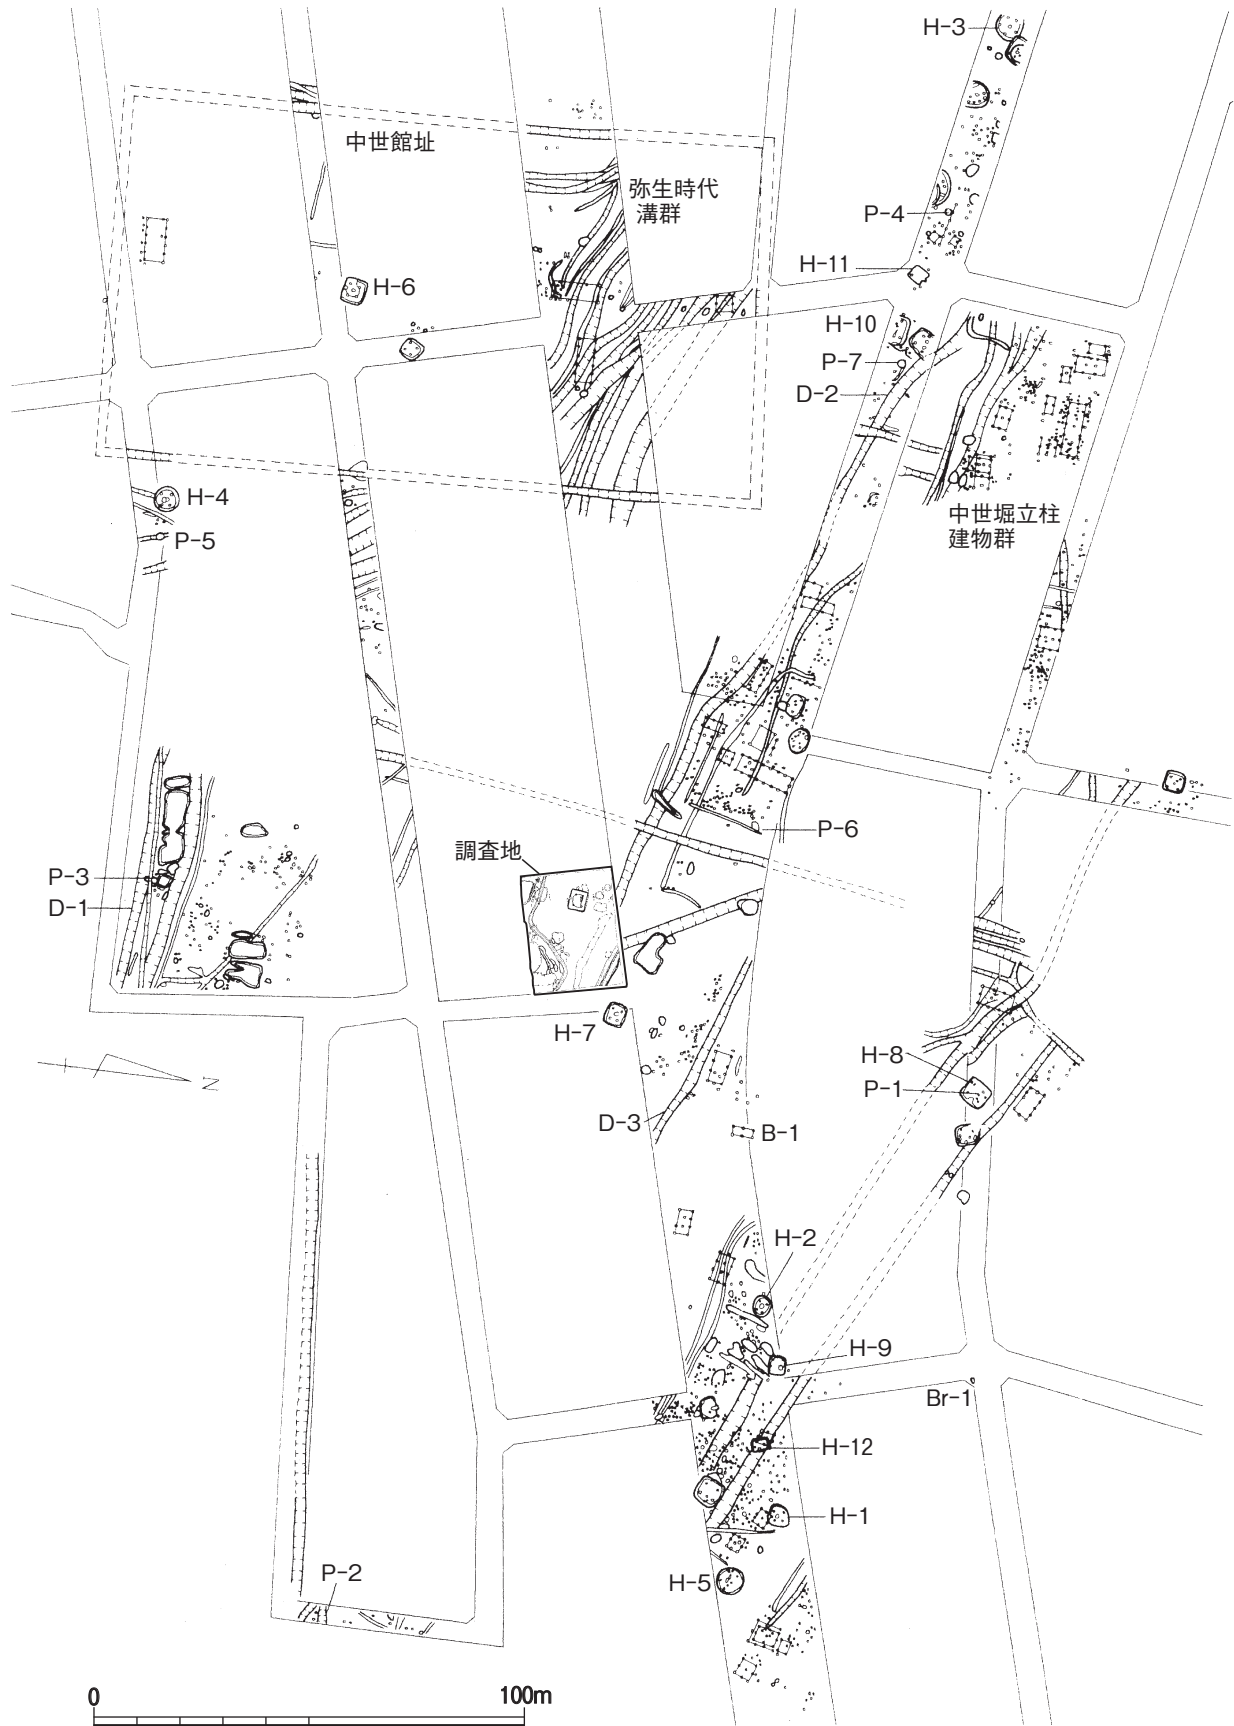 H-3
中世館址
弥生時代
溝群
P-4
H-11
H-6
H-10
P-7
D-2
H-4
中世堀立柱
建物群
P-5
P-6
調査地
P-3
D-1
H-7
H-8
P-1
N
D-3
B-1
H-2
H-9
Br-1
H-12
H-1
P-2
H-5
0
100m